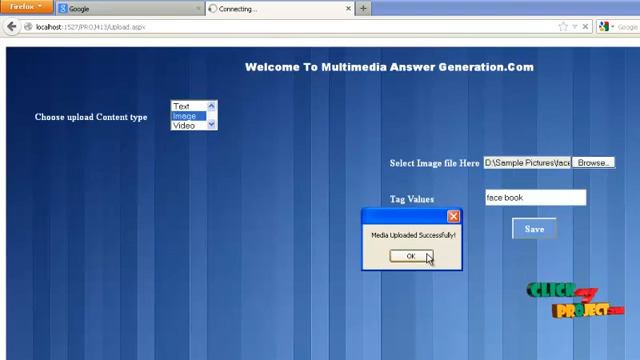 Firefox
Google
Connecting...
localhost:1527/PROJ413/Upload.aspx
Google
Welcome To Multimedia Answer Generation.Com
Choose upload Content type
Text
Image
Video
Select Image file Here
D:\Sample Pictures\face
Browse...
Tag Values
face book
Save
Media Uploaded Successfully!
OK
CLICK MY
PROJECT